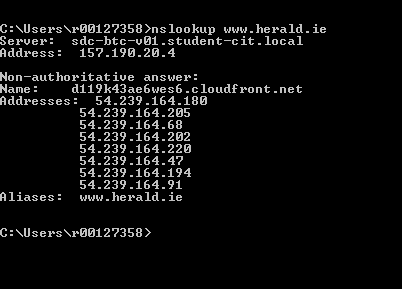 C:\Users\r00127358>nslookup www.herald.ie
Server:  sdc-btc-v01.student-cit.local
Address:  157.190.20.4
Non-authoritative answer:
Name:    d119k43ae6wes6.cloudfront.net
Addresses:  54.239.164.180
54.239.164.205
54.239.164.68
54.239.164.202
54.239.164.220
54.239.164.47
54.239.164.194
54.239.164.91
Aliases:  www.herald.ie
C:\Users\r00127358>